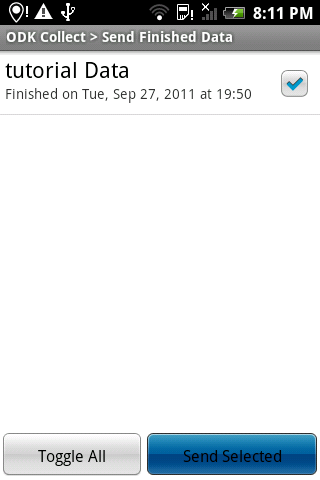 8:11 PM
ODK Collect > Send Finished Data
tutorial Data
Finished on Tue, Sep 27, 2011 at 19:50
Toggle All
Send Selected